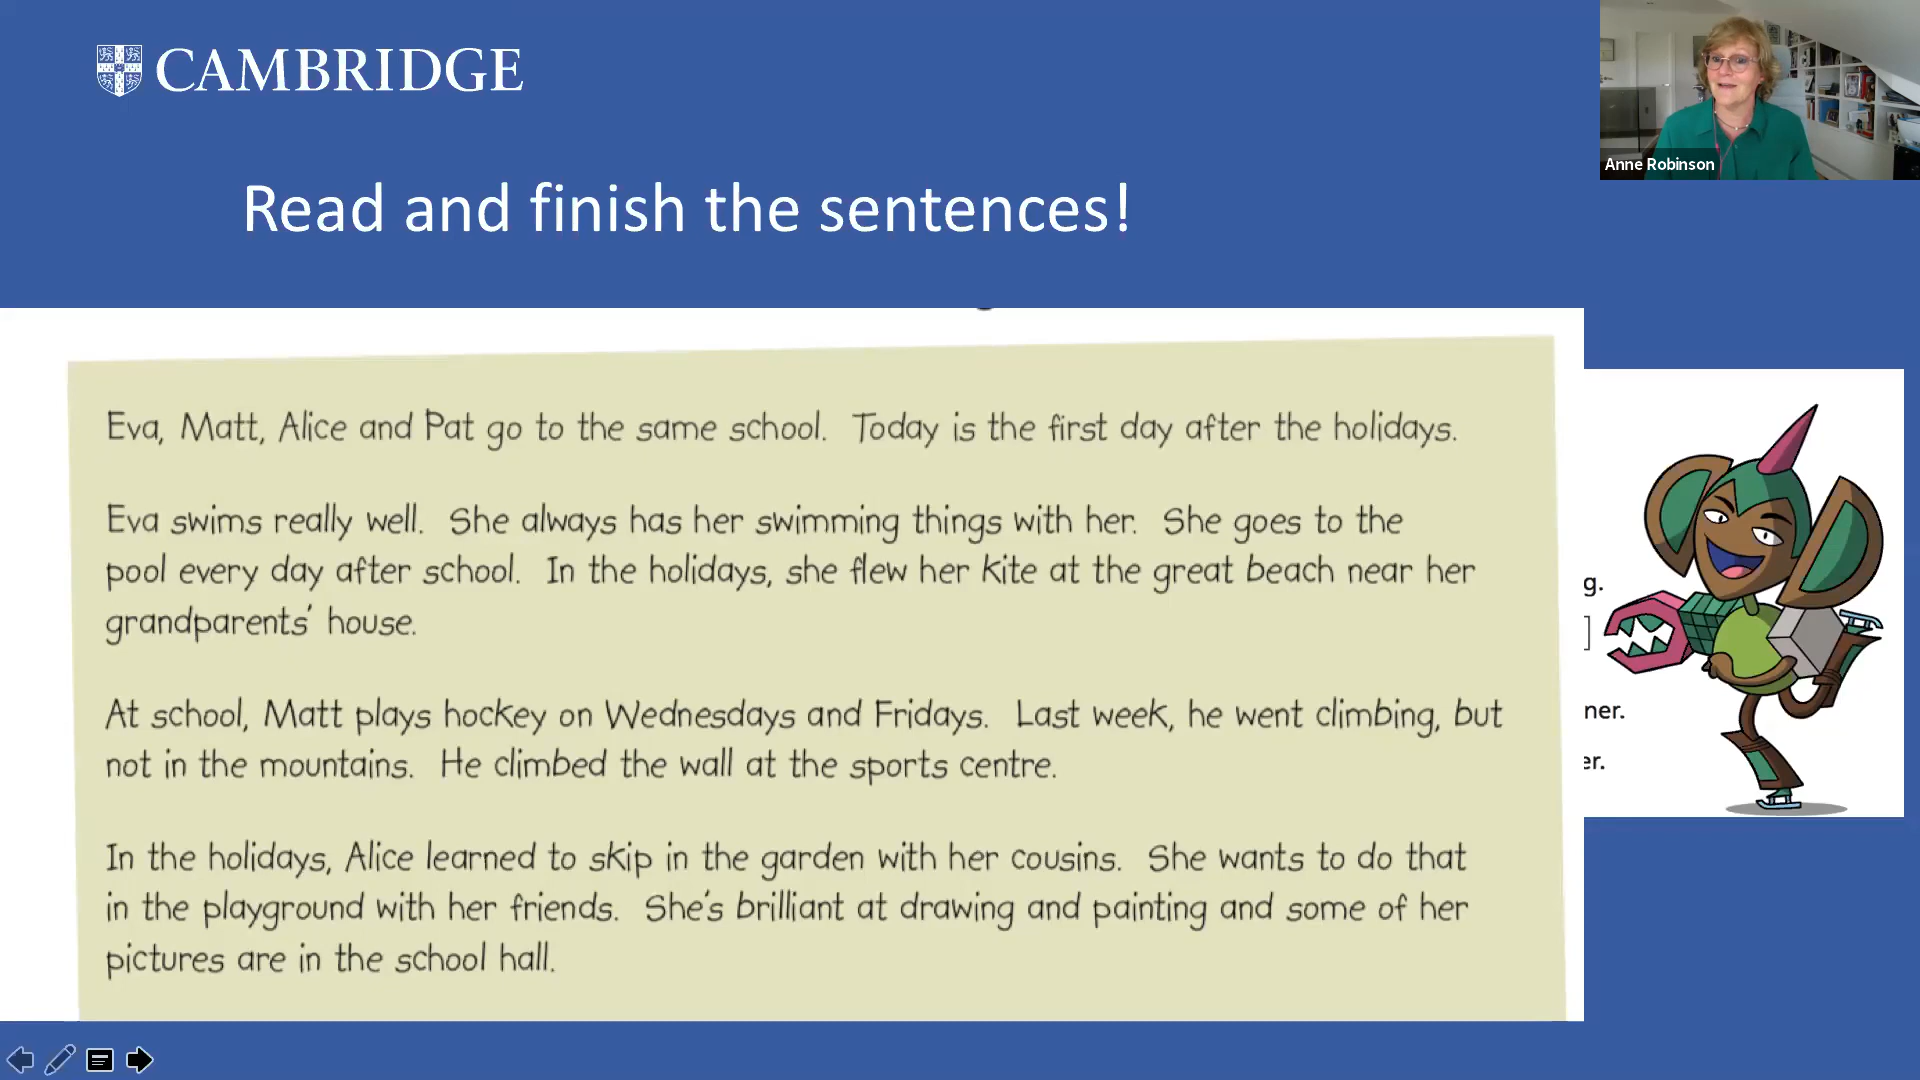 CAMBRIDGE
Anne Robinson
Read and finish the sentences!
Eva, Matt, Alice and Pat go to the same school. Today is the first day after the holidays.
Eva swims really well. She always has her swimming things with her. She goes to the
pool every day after school. In the holidays, she flew her kite at the great beach near her
grandparents' house.
At school, Matt plays hockey on Wednesdays and Fridays. Last week, he went climbing, but
not in the mountains. He climbed the wall at the sports centre.
In the holidays, Alice learned to skip in the garden with her cousins. She wants to do that
in the playground with her friends. She's brilliant at drawing and painting and some of her
pictures are in the school hall.
g.
]
ner.
er.